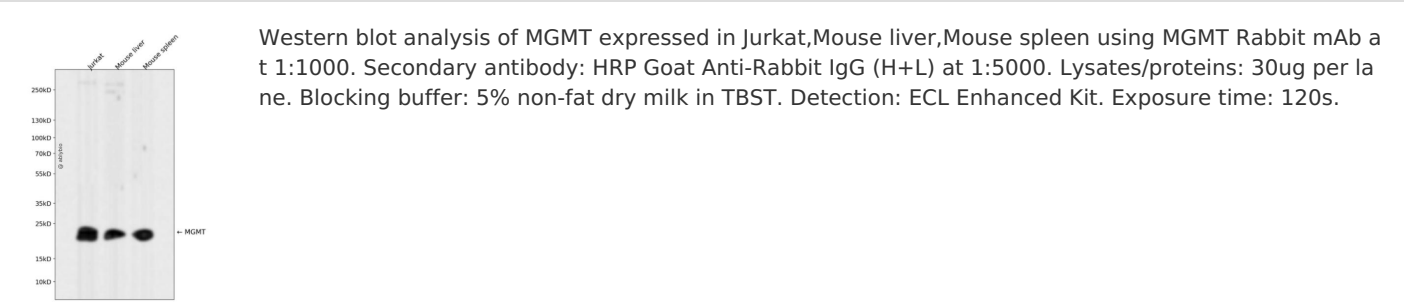 Jurkat
Mouse liver
Mouse spleen
Western blot analysis of MGMT expressed in Jurkat,Mouse liver,Mouse spleen using MGMT Rabbit mAb a
t 1:1000. Secondary antibody: HRP Goat Anti-Rabbit IgG (H+L) at 1:5000. Lysates/proteins: 30ug per la
ne. Blocking buffer: 5% non-fat dry milk in TBST. Detection: ECL Enhanced Kit. Exposure time: 120s.
250kD
130kD
100kD
70kD
55kD
35kD
25kD
← MGMT
15kD
10kD